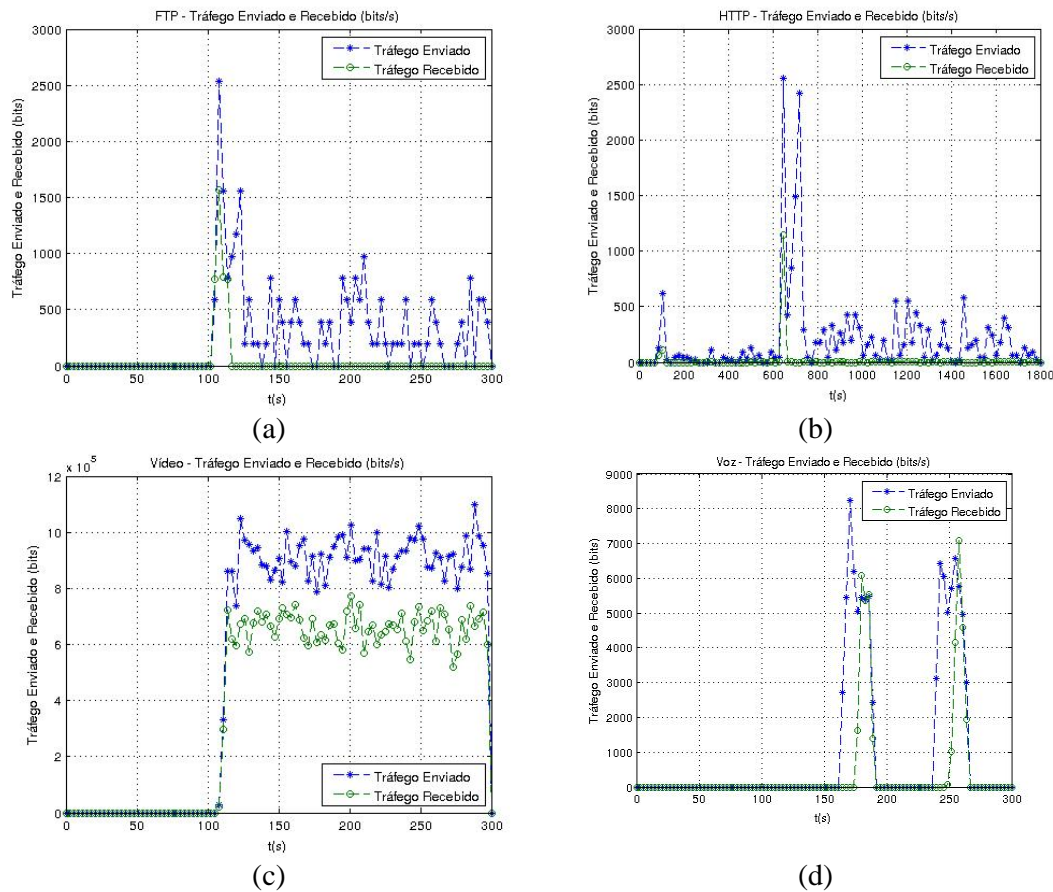 FTP - Tráfego Enviado e Recebido (bits/s)
Tráfego Enviado e Recebido (bits)
3000
2500
2000
1500
1000
500
0
Tráfego Enviado
Tráfego Recebido
0 50 100 150 200 250 300
t(s)
(a)
HTTP - Tráfego Enviado e Recebido (bits/s)
Tráfego Enviado e Recebido (bits)
3000
2500
2000
1500
1000
500
0
Tráfego Enviado
Tráfego Recebido
0 200 400 600 800 1000 1200 1400 1600 1800
t(s)
(b)
Vídeo - Tráfego Enviado e Recebido (bits/s)
x 10^5
Tráfego Enviado e Recebido (bits)
12
10
8
6
4
2
0
Tráfego Enviado
Tráfego Recebido
0 50 100 150 200 250 300
t(s)
(c)
Voz - Tráfego Enviado e Recebido (bits/s)
Tráfego Enviado e Recebido (bits)
9000
8000
7000
6000
5000
4000
3000
2000
1000
0
Tráfego Enviado
Tráfego Recebido
0 50 100 150 200 250 300
t(s)
(d)